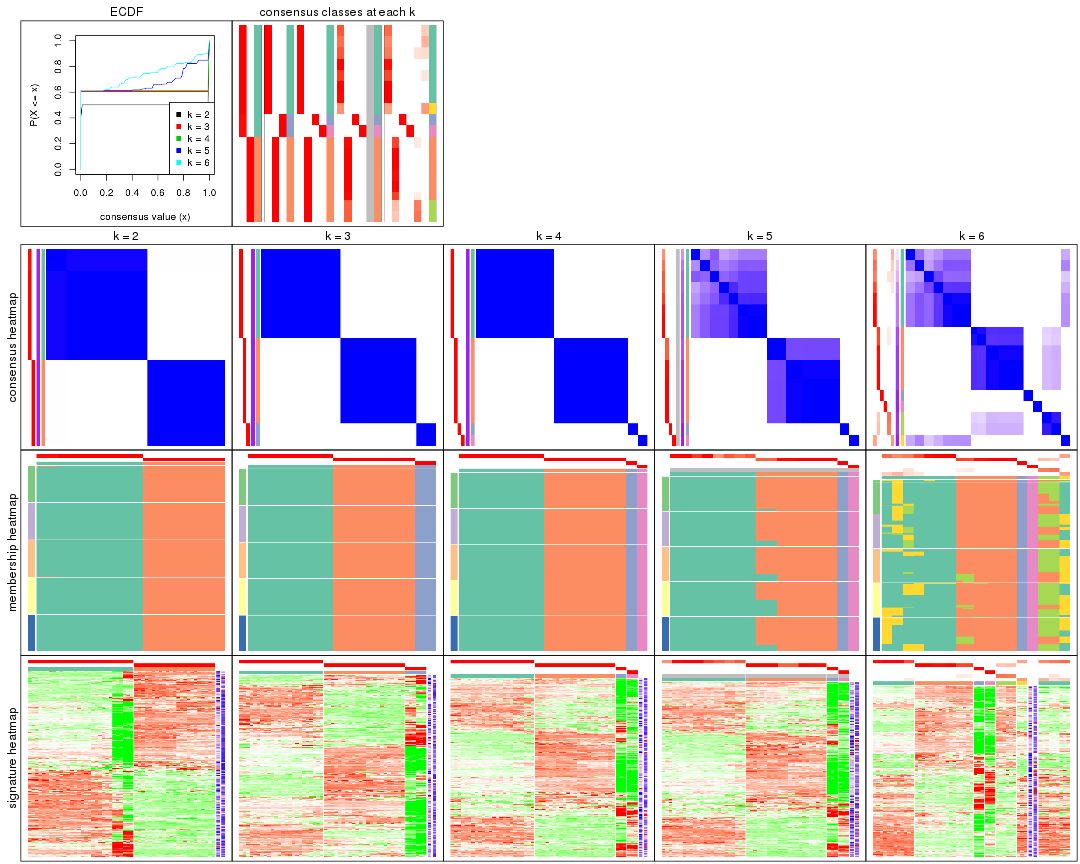 ECDF
consensus classes at each k
P(X <= x)
0.0 0.2 0.4 0.6 0.8 1.0
k = 2
k = 3
k = 4
k = 5
k = 6
0.0 0.2 0.4 0.6 0.8 1.0
consensus value (x)
k = 2
k = 3
k = 4
k = 5
k = 6
consensus heatmap
membership heatmap
signature heatmap